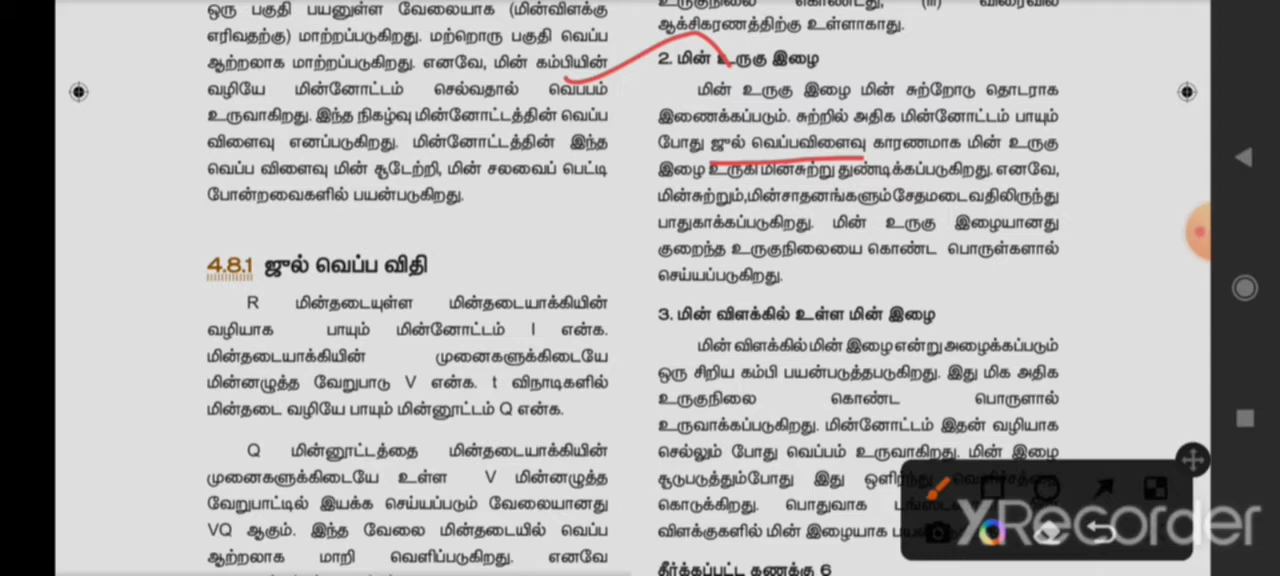 ஒரு பகுதி பயனுள்ள வேலையாக (மின்விளக்கு
எரிவதற்கு) மாற்றப்படுகிறது. மற்றொரு பகுதி வெப்ப
ஆற்றலாக மாற்றப்படுகிறது. எனவே, மின் கம்பியின்
வழியே மின்னோட்டம் செல்வதால் வெப்பம்
உருவாகிறது. இந்த நிகழ்வு மின்னோட்டத்தின் வெப்ப
விளைவு எனப்படுகிறது. மின்னோட்டத்தின் இந்த
வெப்ப விளைவு மின் சூடேற்றி, மின் சலவைப் பெட்டி
போன்றவைகளில் பயன்படுகிறது.
4.8.1 ஜுல் வெப்ப விதி
R மின்தடையுள்ள மின்தடையாக்கியின்
வழியாக பாயும் மின்னோட்டம் I என்க.
மின்தடையாக்கியின் முனைகளுக்கிடையே
மின்னழுத்த வேறுபாடு V என்க. t விநாடிகளில்
மின்தடை வழியே பாயும் மின்னூட்டம் Q என்க.
Q மின்னூட்டத்தை மின்தடையாக்கியின்
முனைகளுக்கிடையே உள்ள V மின்னழுத்த
வேறுபாட்டில் இயக்க செய்யப்படும் வேலையானது
VQ ஆகும். இந்த வேலை மின்தடையில் வெப்ப
ஆற்றலாக மாறி வெளிப்படுகிறது. எனவே
உருகுநிலை கொண்டது, (iii) விரைவில்
ஆக்சிகரணத்திற்கு உள்ளாகாது.
2. மின் உருகு இழை
மின் உருகு இழை மின் சுற்றோடு தொடராக
இணைக்கப்படும். சுற்றில் அதிக மின்னோட்டம் பாயும்
போது ஜுல் வெப்பவிளைவு காரணமாக மின் உருகு
இழை உருகி மின்சுற்று துண்டிக்கப்படுகிறது. எனவே,
மின்சுற்றும்,மின்சாதனங்களும் சேதமடைவதிலிருந்து
பாதுகாக்கப்படுகிறது. மின் உருகு இழையானது
குறைந்த உருகுநிலையை கொண்ட பொருள்களால்
செய்யப்படுகிறது.
3. மின் விளக்கில் உள்ள மின் இழை
மின் விளக்கில் மின் இழை என்று அழைக்கப்படும்
ஒரு சிறிய கம்பி பயன்படுத்தபடுகிறது. இது மிக அதிக
உருகுநிலை கொண்ட பொருளால்
உருவாக்கப்படுகிறது. மின்னோட்டம் இதன் வழியாக
செல்லும் போது வெப்பம் உருவாகிறது. மின் இழை
சூடுபடுத்தும்போது இது ஒளிர்ந்து வெளிச்சத்தை
கொடுக்கிறது. பொதுவாக
விளக்குகளில் மின் இழையாக
தீர்க்கப்பட்ட கணக்கு 6
XRecorder